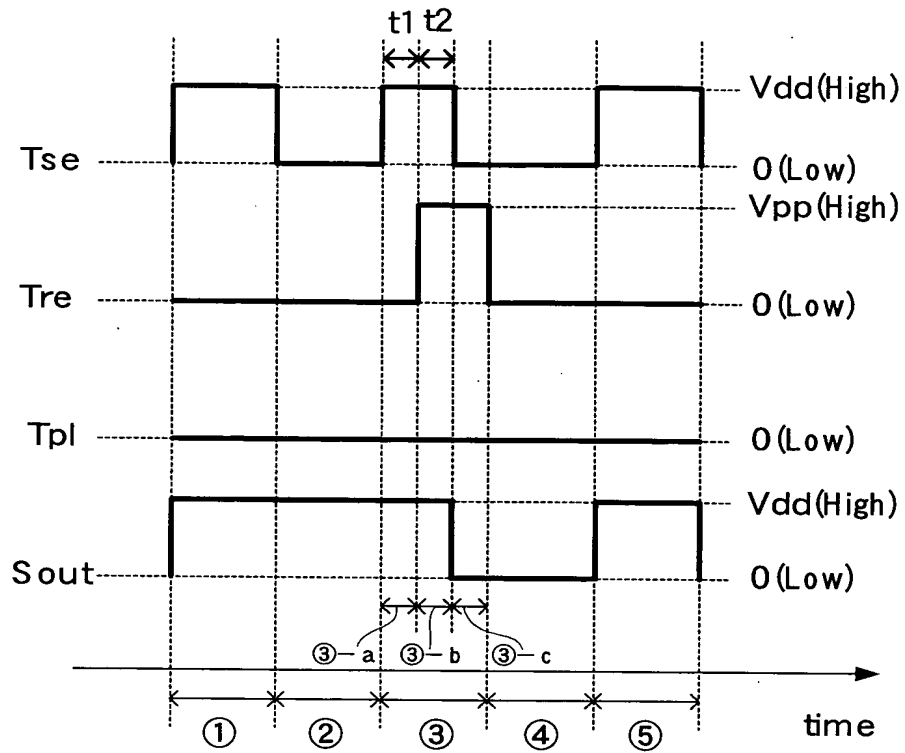 t1 t2
Vdd(High)
Tse
0(Low)
Vpp(High)
Tre
0(Low)
Tpl
0(Low)
Vdd(High)
Sout
0(Low)
③-a ③-b ③-c
① ② ③ ④ ⑤ time